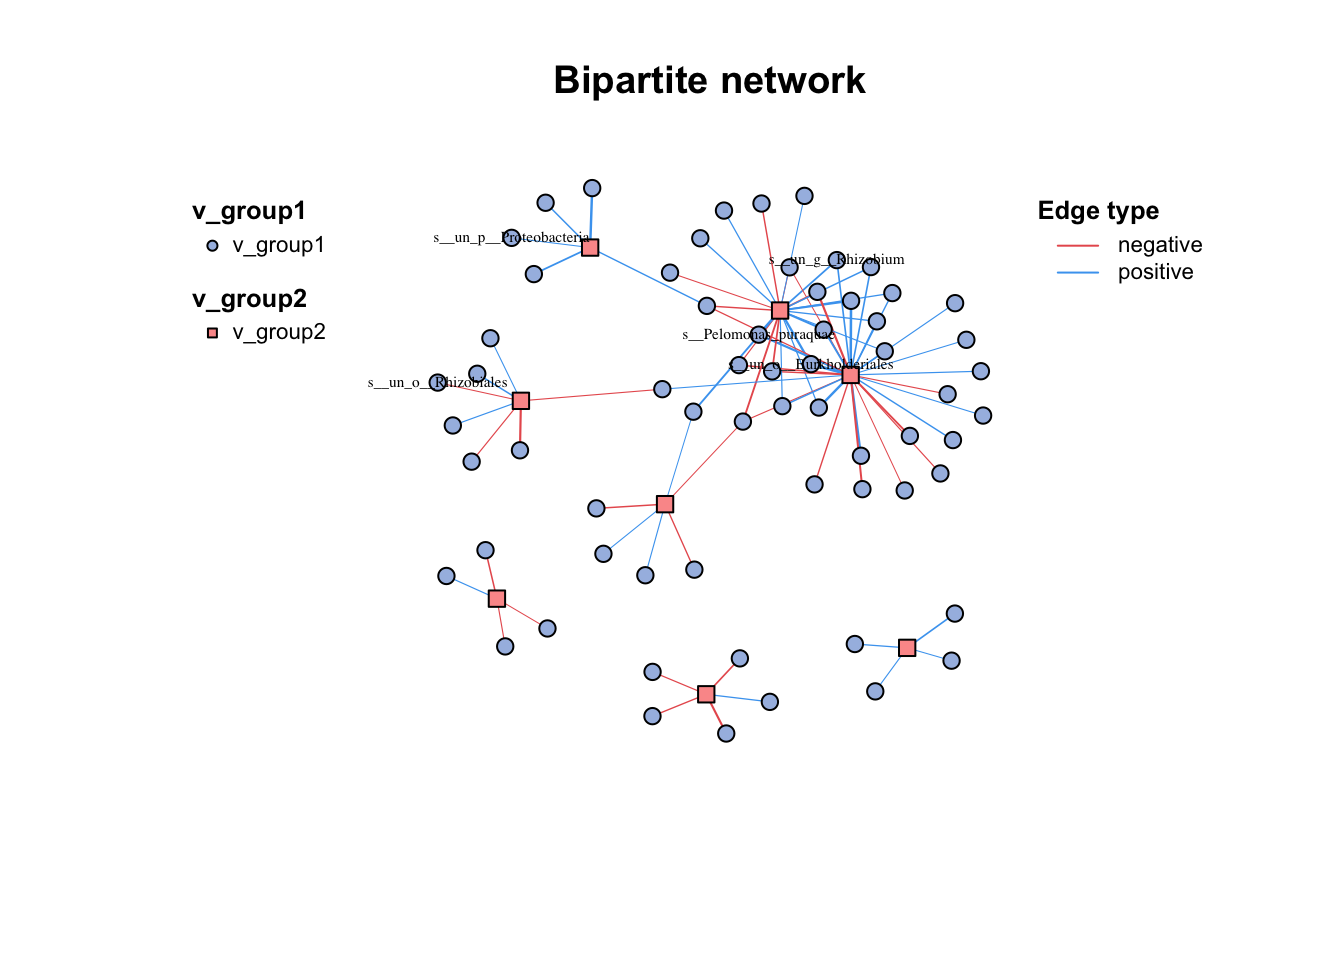 Bipartite network
v_group1
v_group1
v_group2
v_group2
Edge type
negative
positive
s__un_p__Proteobacteria
s__un_g__Rhizobium
s__Pelomonas_puraquae
s__un_o__Burkholderiales
s__un_o__Rhizobiales